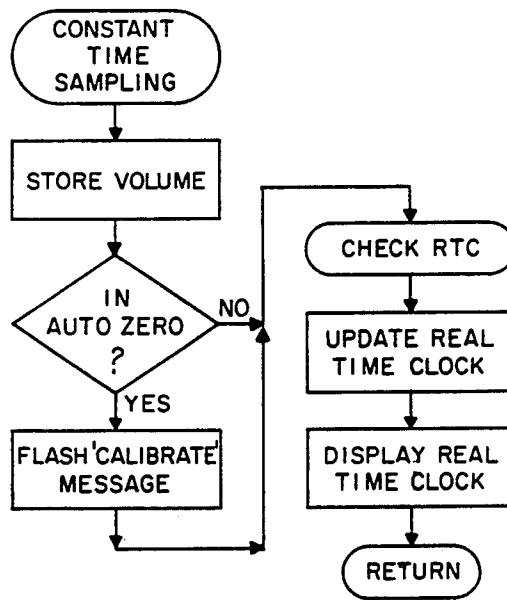 CONSTANT
TIME
SAMPLING
STORE VOLUME
IN
AUTO ZERO
?
NO
YES
FLASH 'CALIBRATE'
MESSAGE
CHECK RTC
UPDATE REAL
TIME CLOCK
DISPLAY REAL
TIME CLOCK
RETURN